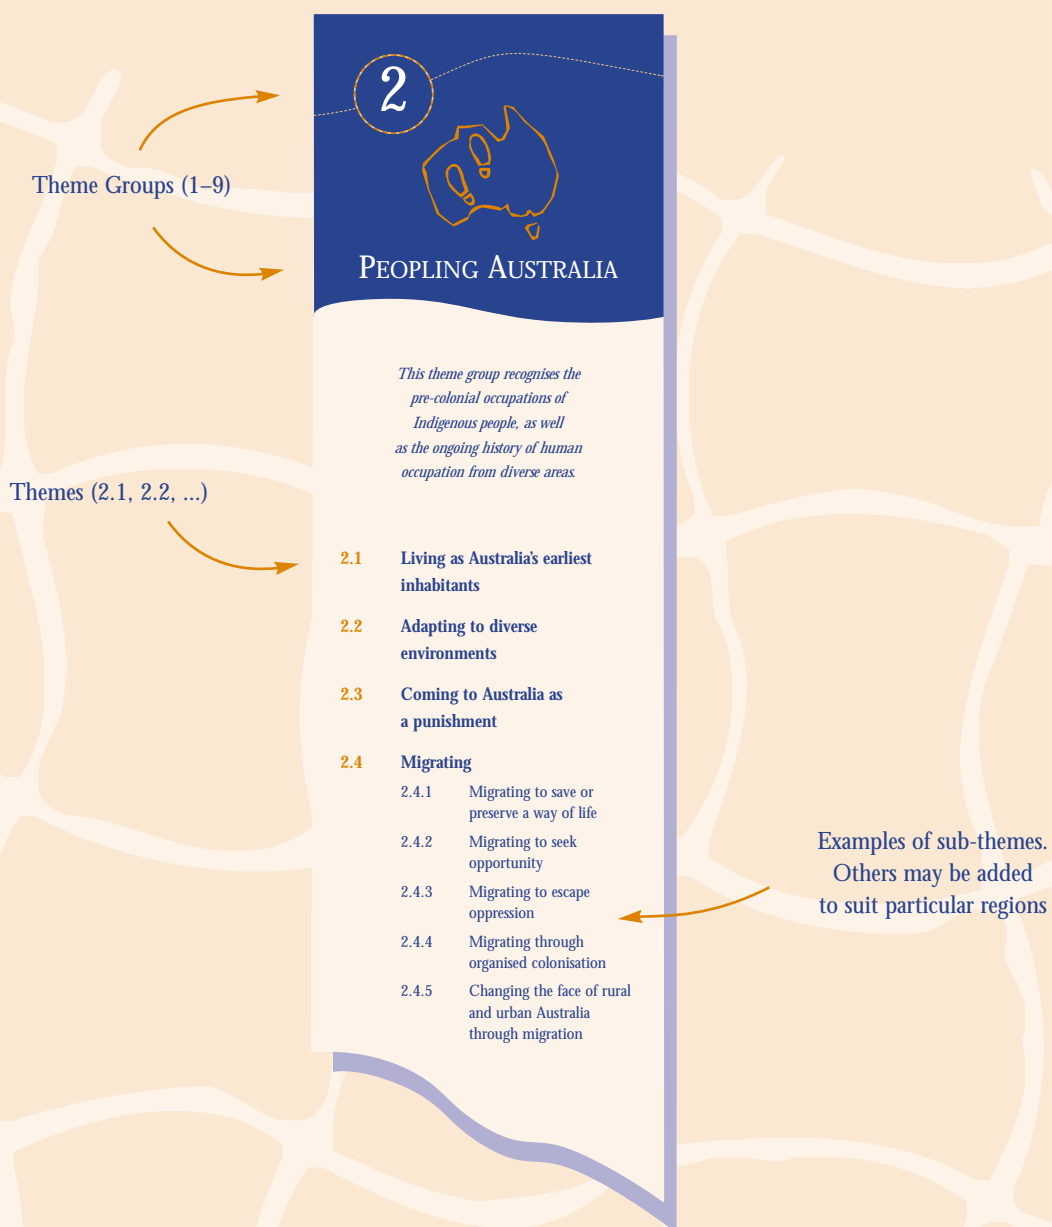 2
Theme Groups (1–9)
PEOPLING AUSTRALIA
This theme group recognises the
pre-colonial occupations of
Indigenous people, as well
as the ongoing history of human
occupation from diverse areas.
Themes (2.1, 2.2, ...)
2.1 Living as Australia's earliest
inhabitants
2.2 Adapting to diverse
environments
2.3 Coming to Australia as
a punishment
2.4 Migrating
2.4.1 Migrating to save or
preserve a way of life
2.4.2 Migrating to seek
opportunity
2.4.3 Migrating to escape
oppression
2.4.4 Migrating through
organised colonisation
2.4.5 Changing the face of rural
and urban Australia
through migration
Examples of sub-themes.
Others may be added
to suit particular regions